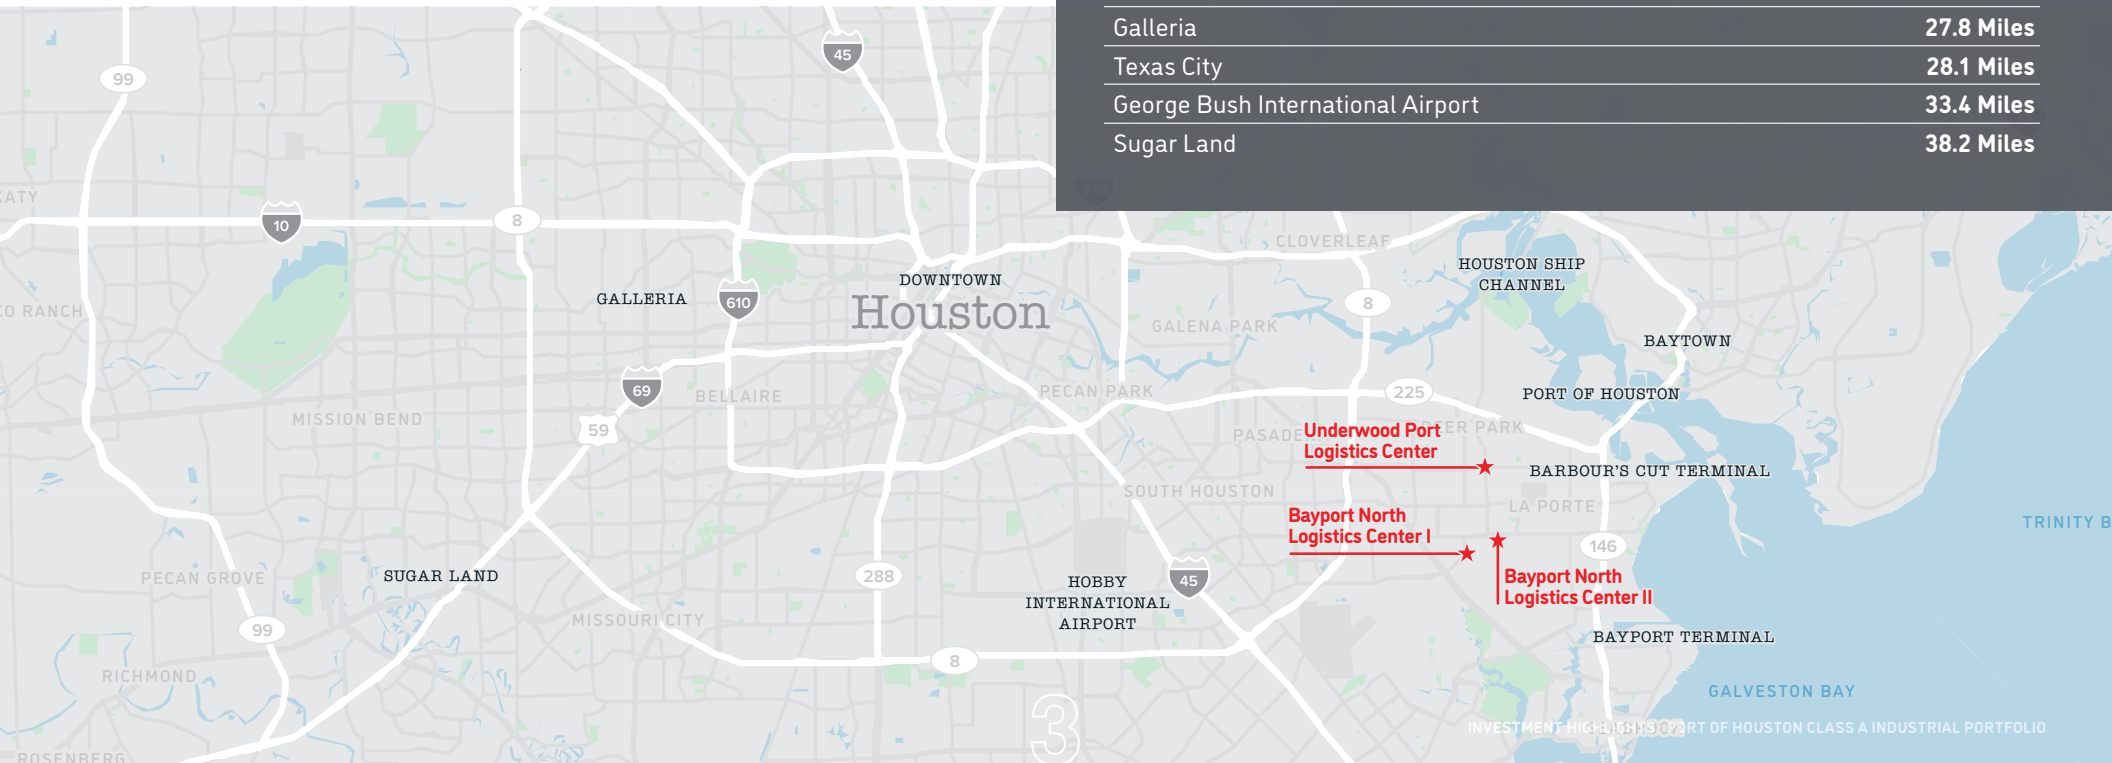 Galleria 27.8 Miles
Texas City 28.1 Miles
George Bush International Airport 33.4 Miles
Sugar Land 38.2 Miles
45
99
KATY
10
8
CLOVERLEAF
HOUSTON SHIP
CHANNEL
DOWNTOWN
GALLERIA
610
8
Houston
CO RANCH
GALENA PARK
BAYTOWN
69
BELLAIRE
PECAN PARK
225
PORT OF HOUSTON
MISSION BEND
59
PASADENA
DEER PARK
Underwood Port
Logistics Center
BARBOUR'S CUT TERMINAL
SOUTH HOUSTON
LA PORTE
Bayport North
Logistics Center I
TRINITY B
146
PECAN GROVE
SUGAR LAND
288
HOBBY
INTERNATIONAL
AIRPORT
45
Bayport North
Logistics Center II
MISSOURI CITY
99
BAYPORT TERMINAL
8
RICHMOND
GALVESTON BAY
3
INVESTMENT HIGHLIGHTS PORT OF HOUSTON CLASS A INDUSTRIAL PORTFOLIO
ROSENBERG